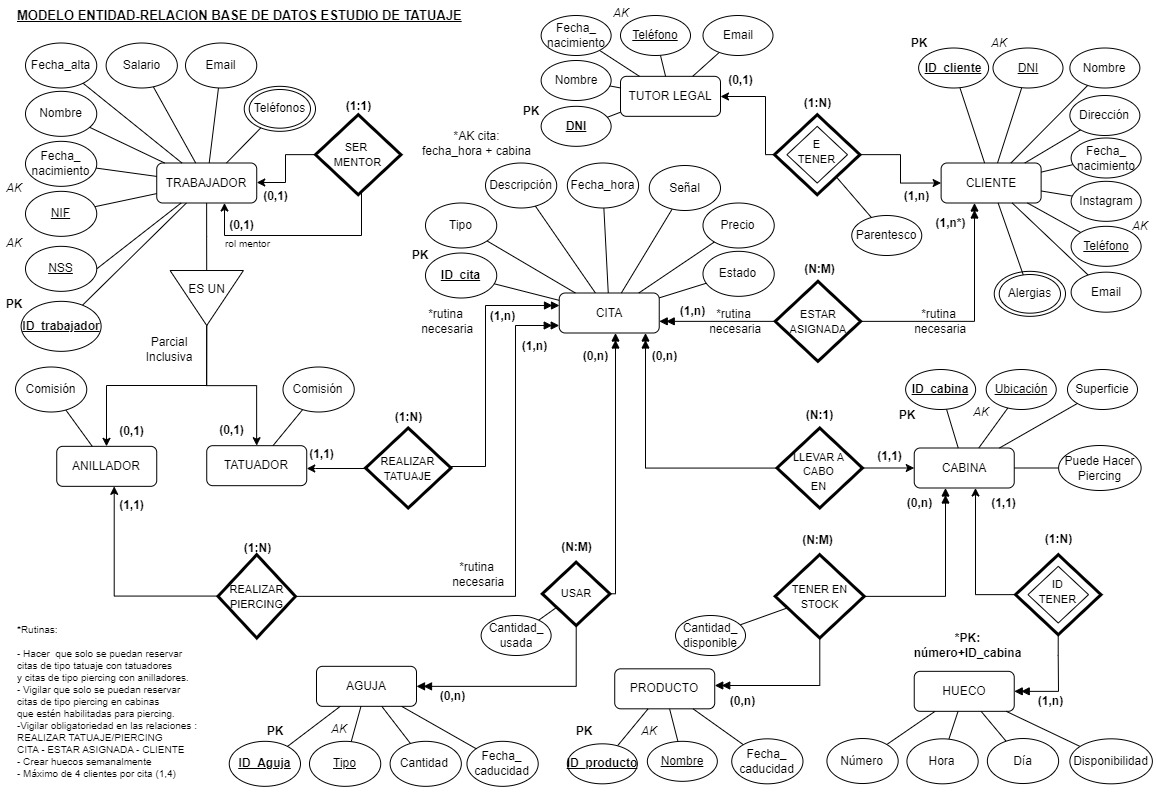 MODELO ENTIDAD-RELACION BASE DE DATOS ESTUDIO DE TATUAJE
Fecha_alta
Salario
Email
Teléfonos
Nombre
Fecha_
nacimiento
AK
NIF
AK
NSS
PK
ID_trabajador
TRABAJADOR
(1:1)
SER
MENTOR
(0,1)
(0,1)
rol mentor
ES UN
Parcial
Inclusiva
Comisión
Comisión
(0,1)
(0,1)
ANILLADOR
TATUADOR
(1,1)
(1,1)
(1:N)
REALIZAR
TATUAJE
(1:N)
REALIZAR
PIERCING
*rutina
necesaria
*rutina
necesaria
(1,n)
(1,n)
Fecha_
nacimiento
AK
Teléfono
Email
Nombre
PK
DNI
TUTOR LEGAL
(0,1)
(1:N)
E
TENER
Parentesco
(1,n)
*AK cita:
fecha_hora + cabina
Descripción
Fecha_hora
Señal
Tipo
Precio
PK
ID_cita
Estado
CITA
(1,n)
*rutina
necesaria
(N:M)
ESTAR
ASIGNADA
*rutina
necesaria
(1,n*)
PK
ID_cliente
AK
DNI
Nombre
Dirección
Fecha_
nacimiento
Instagram
AK
Teléfono
Email
Alergias
CLIENTE
(0,n)
(0,n)
(N:1)
LLEVAR A
CABO
EN
(1,1)
ID_cabina
PK
Ubicación
AK
Superficie
Puede Hacer
Piercing
CABINA
(0,n)
(1,1)
(N:M)
USAR
Cantidad_
usada
(N:M)
TENER EN
STOCK
Cantidad_
disponible
(1:N)
ID
TENER
*PK:
número+ID_cabina
AGUJA
(0,n)
PK
ID_Aguja
AK
Tipo
Cantidad
Fecha_
caducidad
PRODUCTO
(0,n)
PK
ID_producto
AK
Nombre
Fecha_
caducidad
HUECO
(1,n)
Número
Hora
Día
Disponibilidad
*Rutinas:
- Hacer que solo se puedan reservar
citas de tipo tatuaje con tatuadores
y citas de tipo piercing con anilladores.
- Vigilar que solo se puedan reservar
citas de tipo piercing en cabinas
que estén habilitadas para piercing.
-Vigilar obligatoriedad en las relaciones :
REALIZAR TATUAJE/PIERCING
CITA - ESTAR ASIGNADA - CLIENTE
- Crear huecos semanalmente
- Máximo de 4 clientes por cita (1,4)